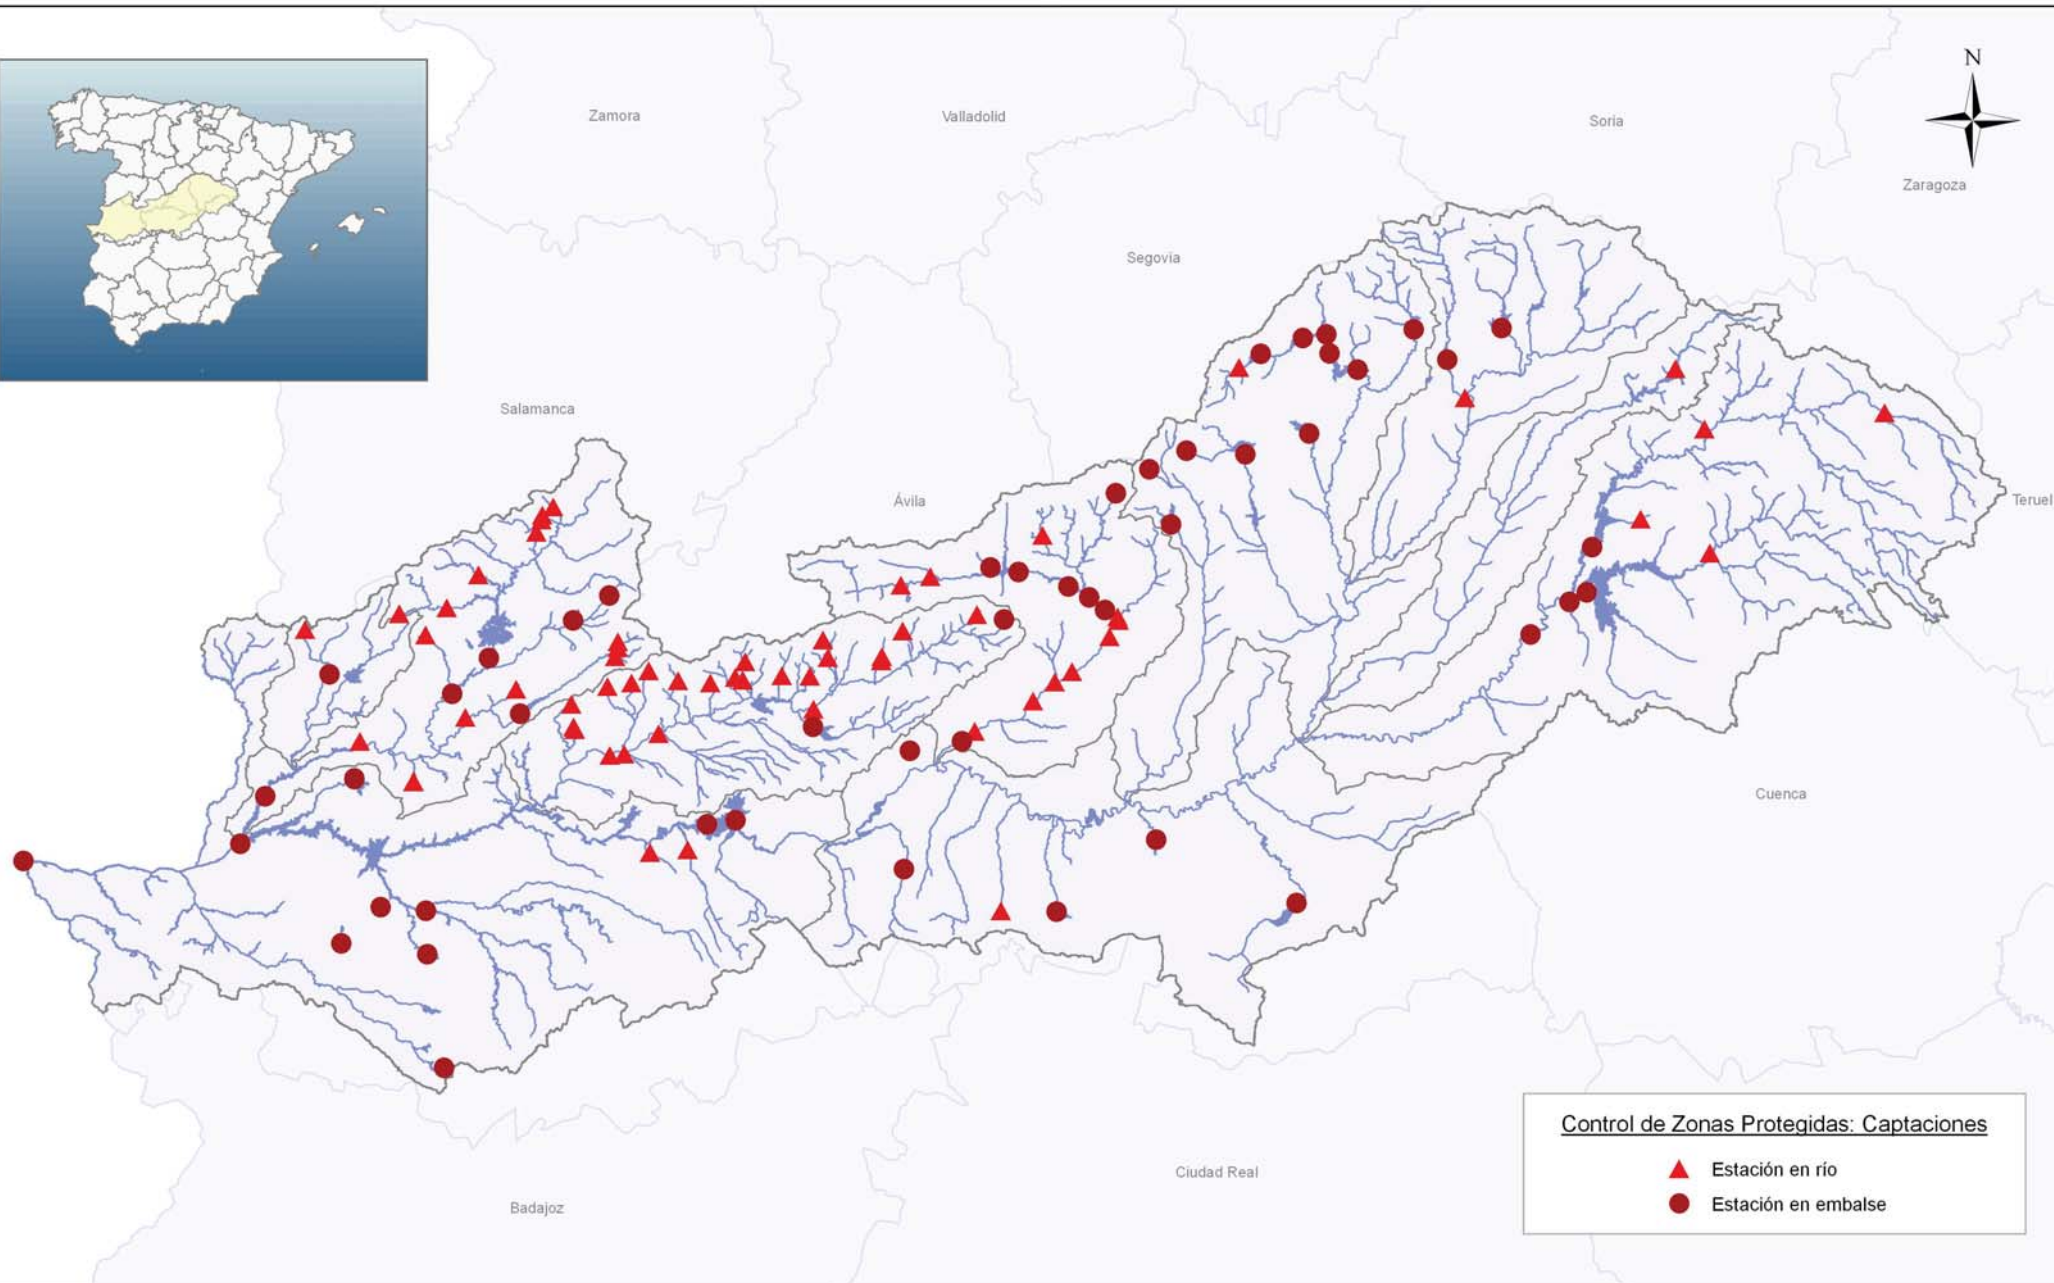 N
Zamora
Valladolid
Soria
Zaragoza
Segovia
Salamanca
Ávila
Teruel
Cuenca
Ciudad Real
Badajoz
Control de Zonas Protegidas: Captaciones
Estación en río
Estación en embalse